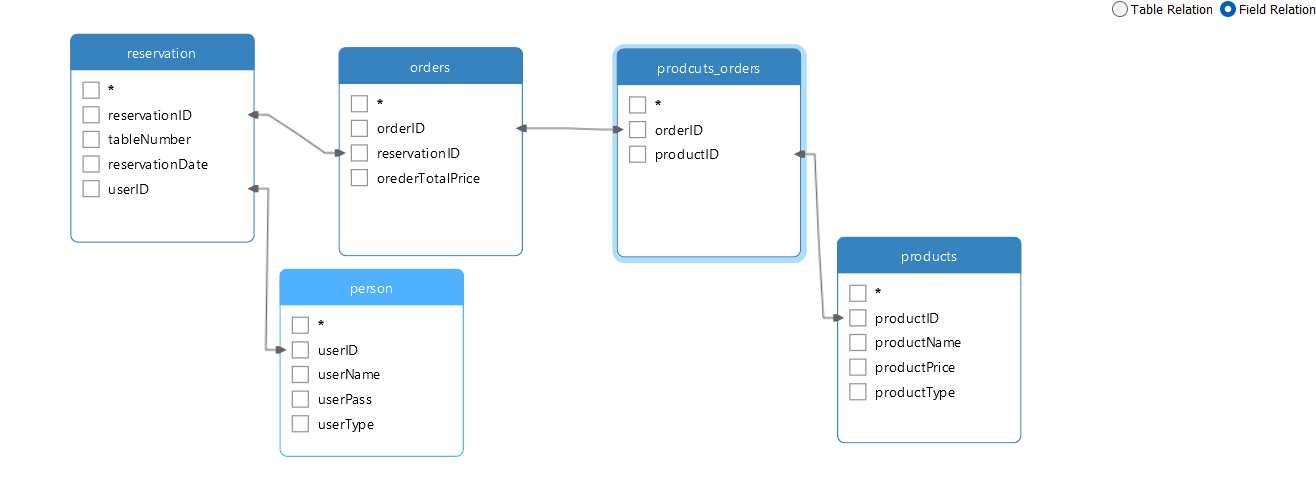 Table Relation
Field Relation
reservation
*
reservationID
tableNumber
reservationDate
userID
orders
*
orderID
reservationID
orederTotalPrice
prodcuts_orders
*
orderID
productID
person
*
userID
userName
userPass
userType
products
*
productID
productName
productPrice
productType